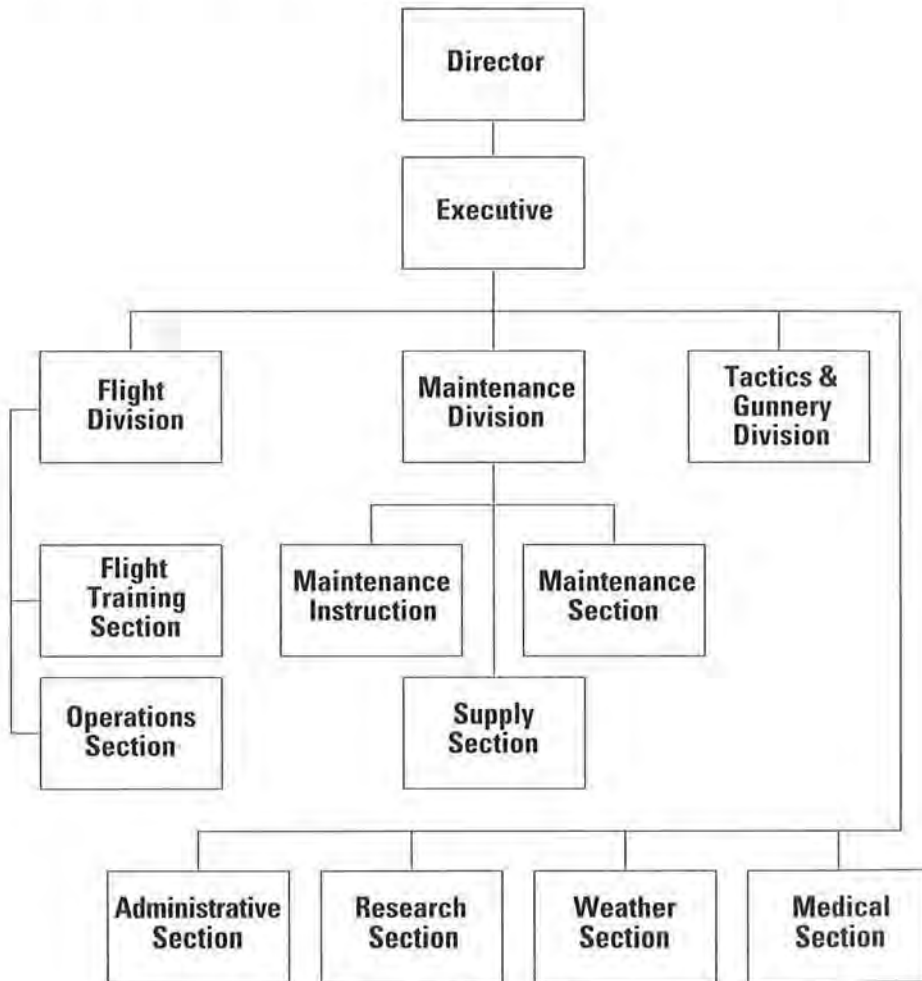 Director
Executive
Flight
Division
Maintenance
Division
Tactics &
Gunnery
Division
Flight
Training
Section
Maintenance
Instruction
Maintenance
Section
Operations
Section
Supply
Section
Administrative
Section
Research
Section
Weather
Section
Medical
Section